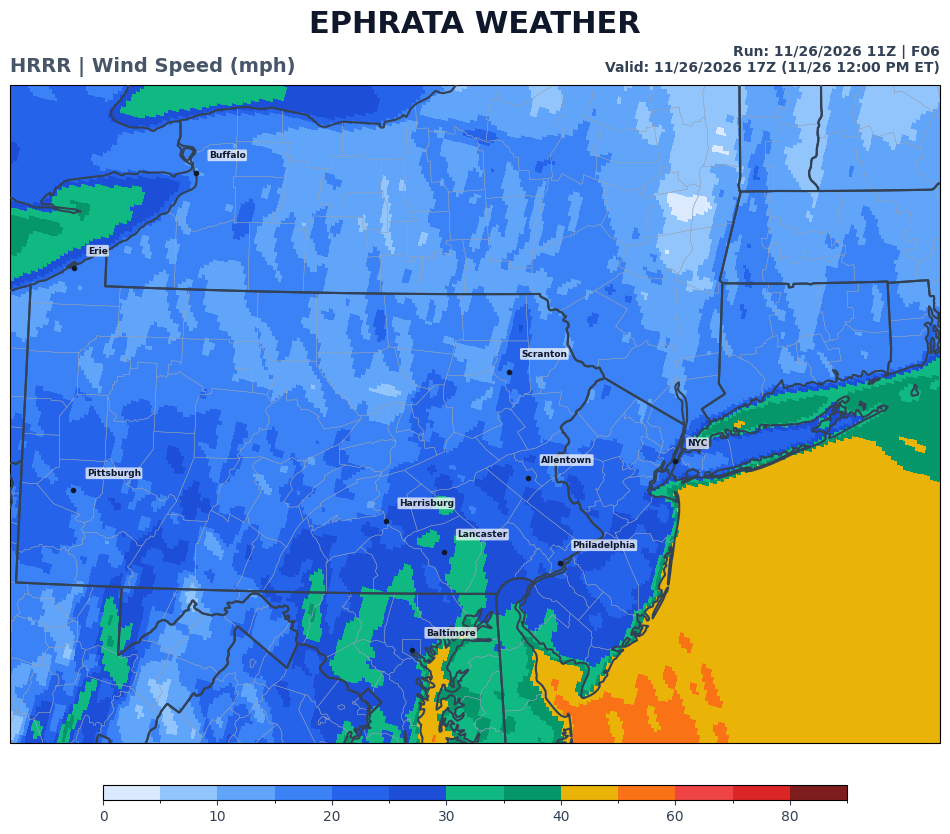 EPHRATA WEATHER
Run: 11/26/2026 11Z | F06
HRRR | Wind Speed (mph)
Valid: 11/26/2026 17Z (11/26 12:00 PM ET)
Buffalo
Erie
Scranton
NYC
Allentown
Pittsburgh
Harrisburg
Lancaster
Philadelphia
Baltimore
0 10 20 30 40 50 60 70 80